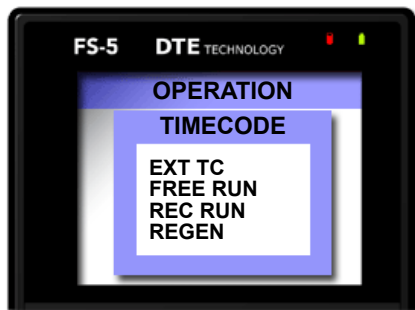 FS-5 DTE TECHNOLOGY
OPERATION
TIMECODE
EXT TC
FREE RUN
REC RUN
REGEN